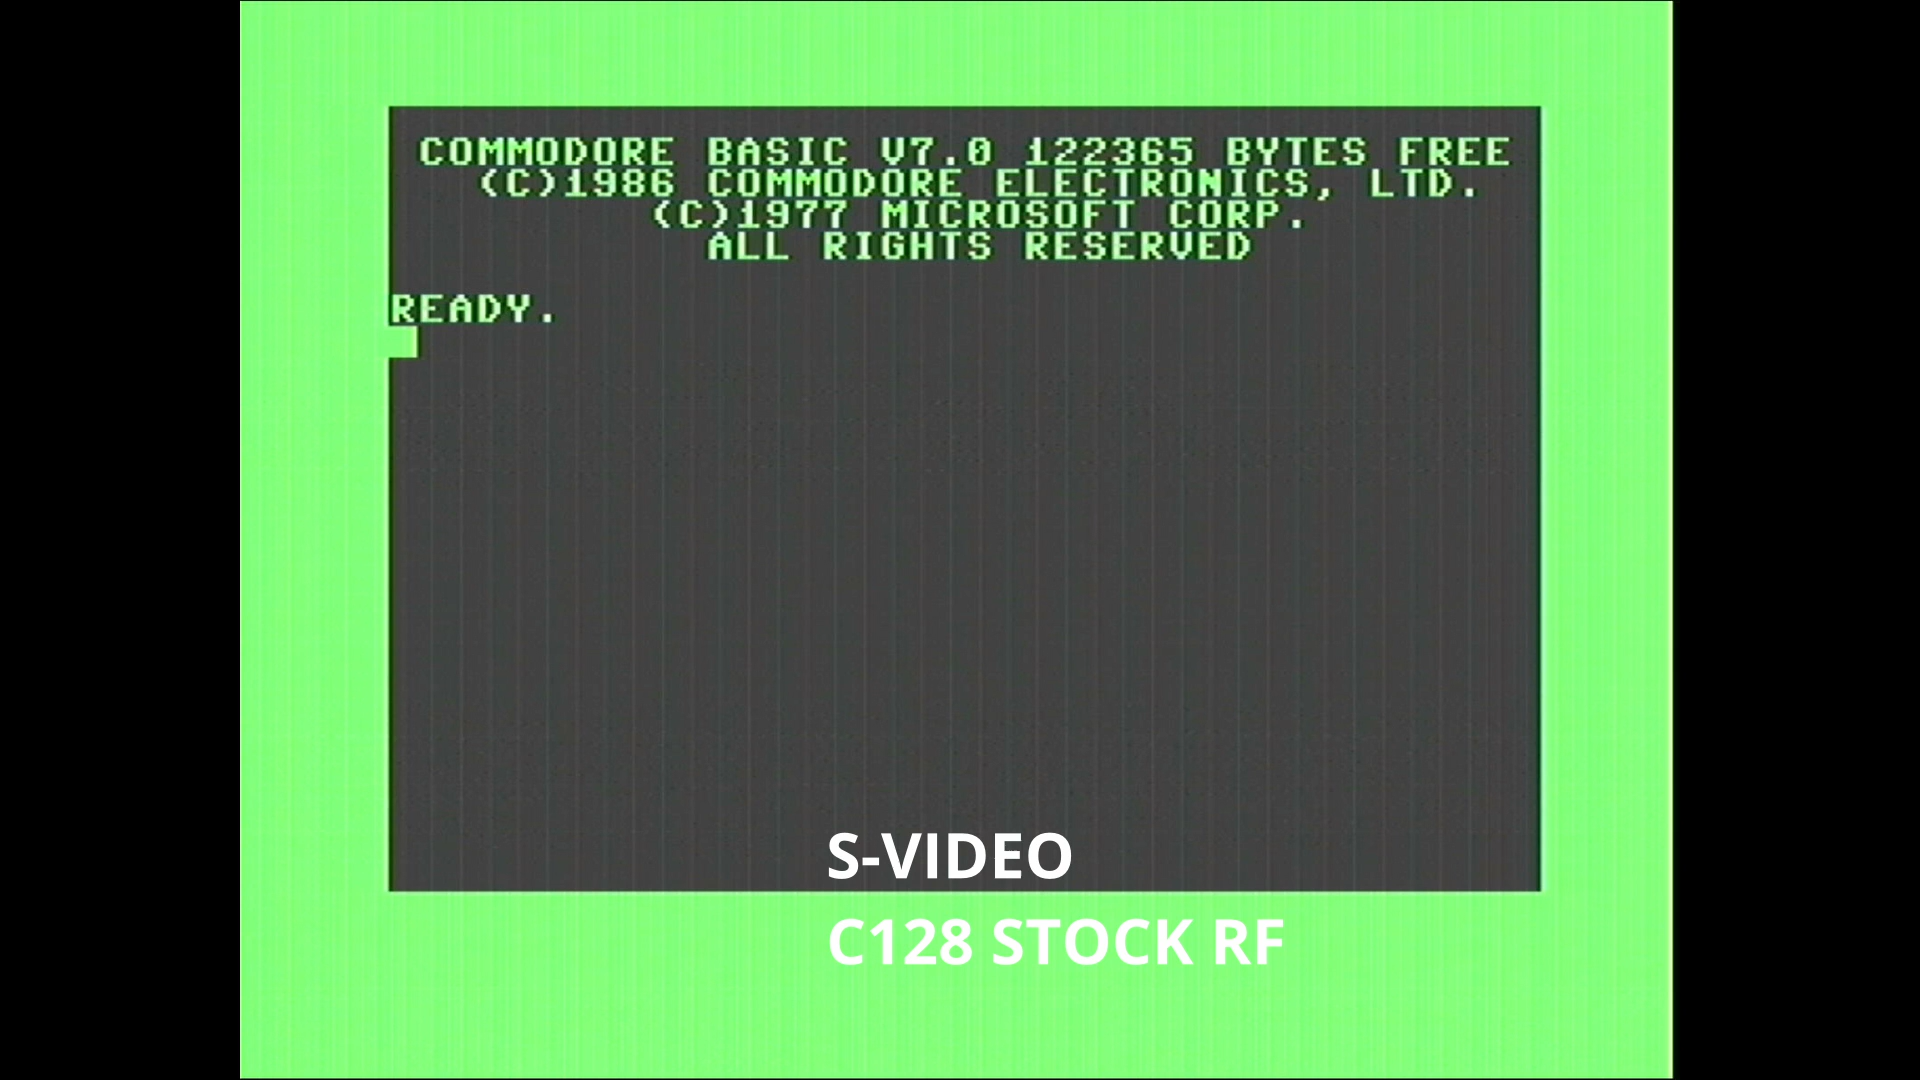 COMMODORE BASIC V7.0 122365 BYTES FREE
(C)1986 COMMODORE ELECTRONICS, LTD.
(C)1977 MICROSOFT CORP.
ALL RIGHTS RESERVED
READY.
S-VIDEO
C128 STOCK RF